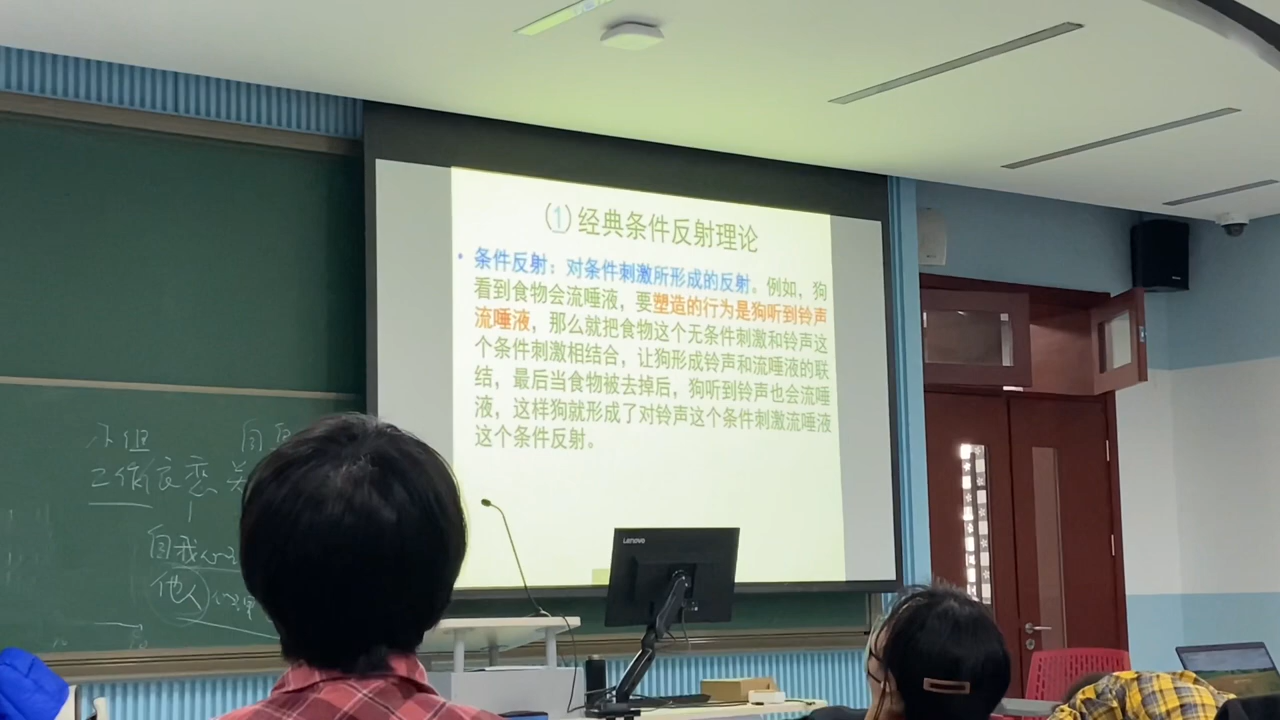 (1) 经典条件反射理论
• 条件反射：对条件刺激所形成的反射。例如，狗
看到食物会流唾液，要塑造的行为是狗听到铃声
流唾液，那么就把食物这个无条件刺激和铃声这
个条件刺激相结合，让狗形成铃声和流唾液的联
结，最后当食物被去掉后，狗听到铃声也会流唾
液，这样狗就形成了对铃声这个条件刺激流唾液
这个条件反射。
小组
工作
自我
他人
Lenovo